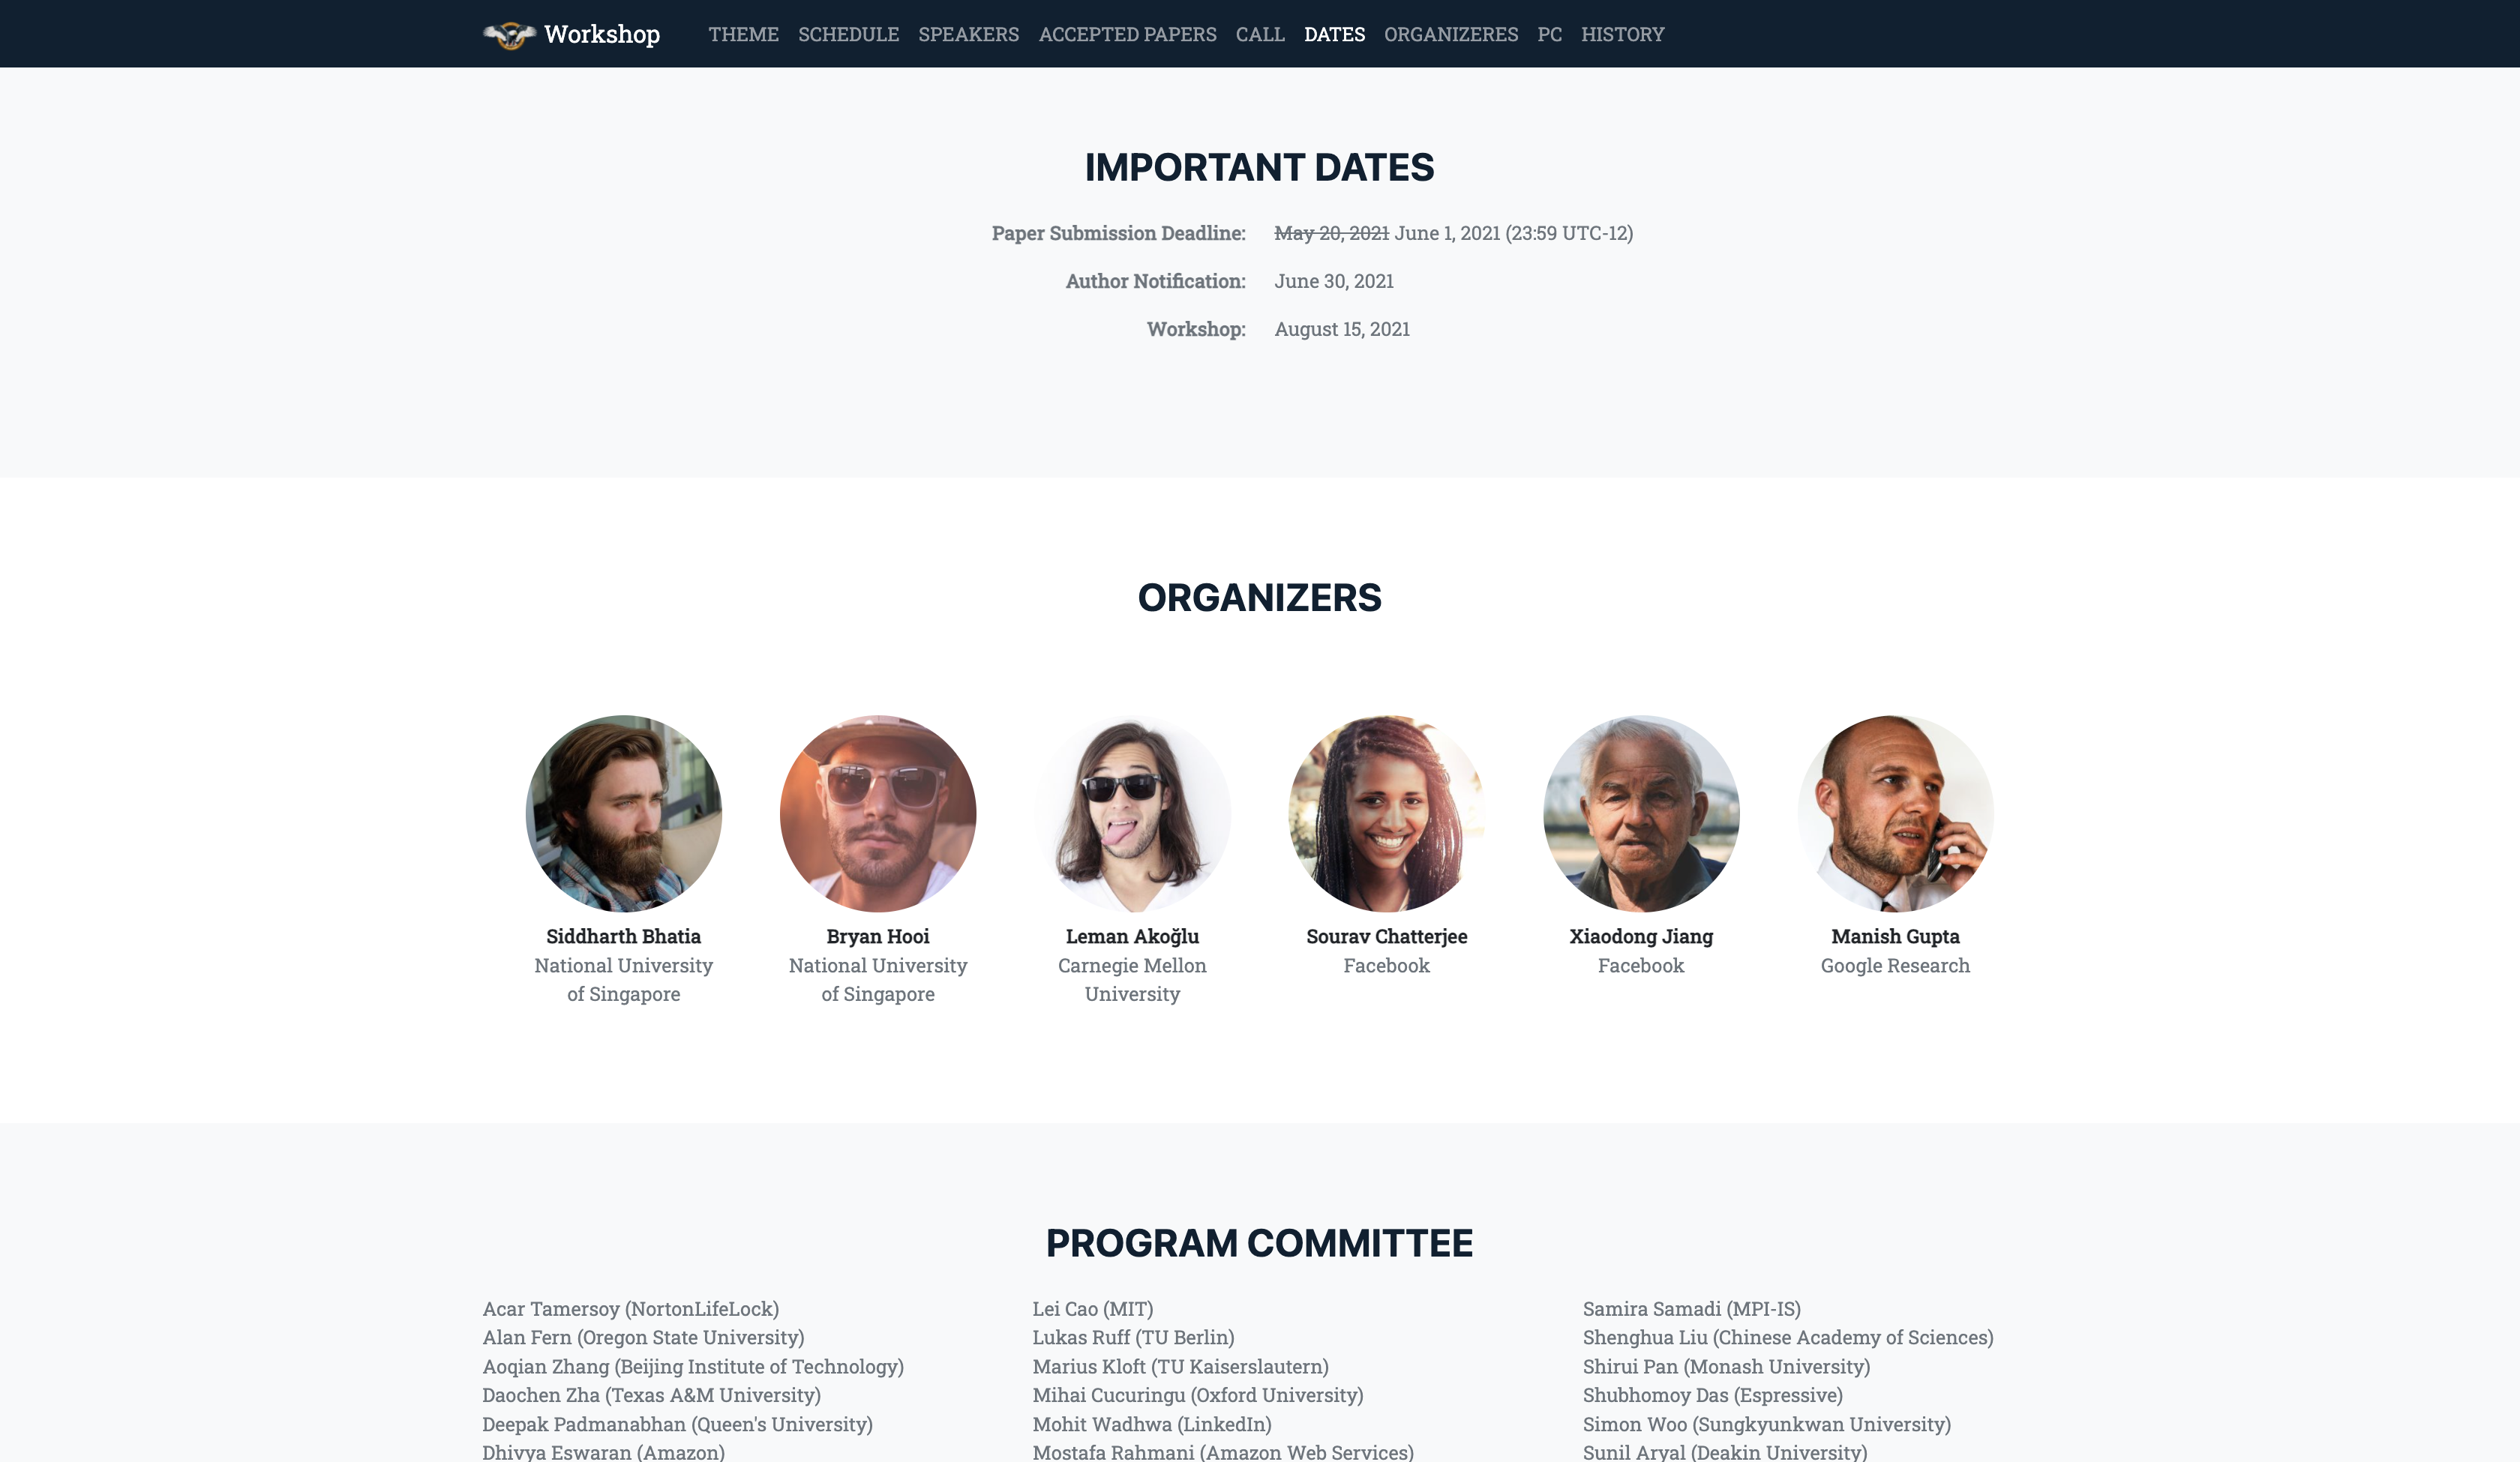 Workshop
THEME SCHEDULE SPEAKERS ACCEPTED PAPERS CALL DATES ORGANIZERES PC HISTORY
IMPORTANT DATES
Paper Submission Deadline: May 20, 2021 June 1, 2021 (23:59 UTC-12)
Author Notification: June 30, 2021
Workshop: August 15, 2021
ORGANIZERS
Siddharth Bhatia
National University
of Singapore
Bryan Hooi
National University
of Singapore
Leman Akoğlu
Carnegie Mellon
University
Sourav Chatterjee
Facebook
Xiaodong Jiang
Facebook
Manish Gupta
Google Research
PROGRAM COMMITTEE
Acar Tamersoy (NortonLifeLock)
Alan Fern (Oregon State University)
Aoqian Zhang (Beijing Institute of Technology)
Daochen Zha (Texas A&M University)
Deepak Padmanabhan (Queen's University)
Dhivya Eswaran (Amazon)
Lei Cao (MIT)
Lukas Ruff (TU Berlin)
Marius Kloft (TU Kaiserslautern)
Mihai Cucuringu (Oxford University)
Mohit Wadhwa (LinkedIn)
Mostafa Rahmani (Amazon Web Services)
Samira Samadi (MPI-IS)
Shenghua Liu (Chinese Academy of Sciences)
Shirui Pan (Monash University)
Shubhomoy Das (Espressive)
Simon Woo (Sungkyunkwan University)
Sunil Aryal (Deakin University)